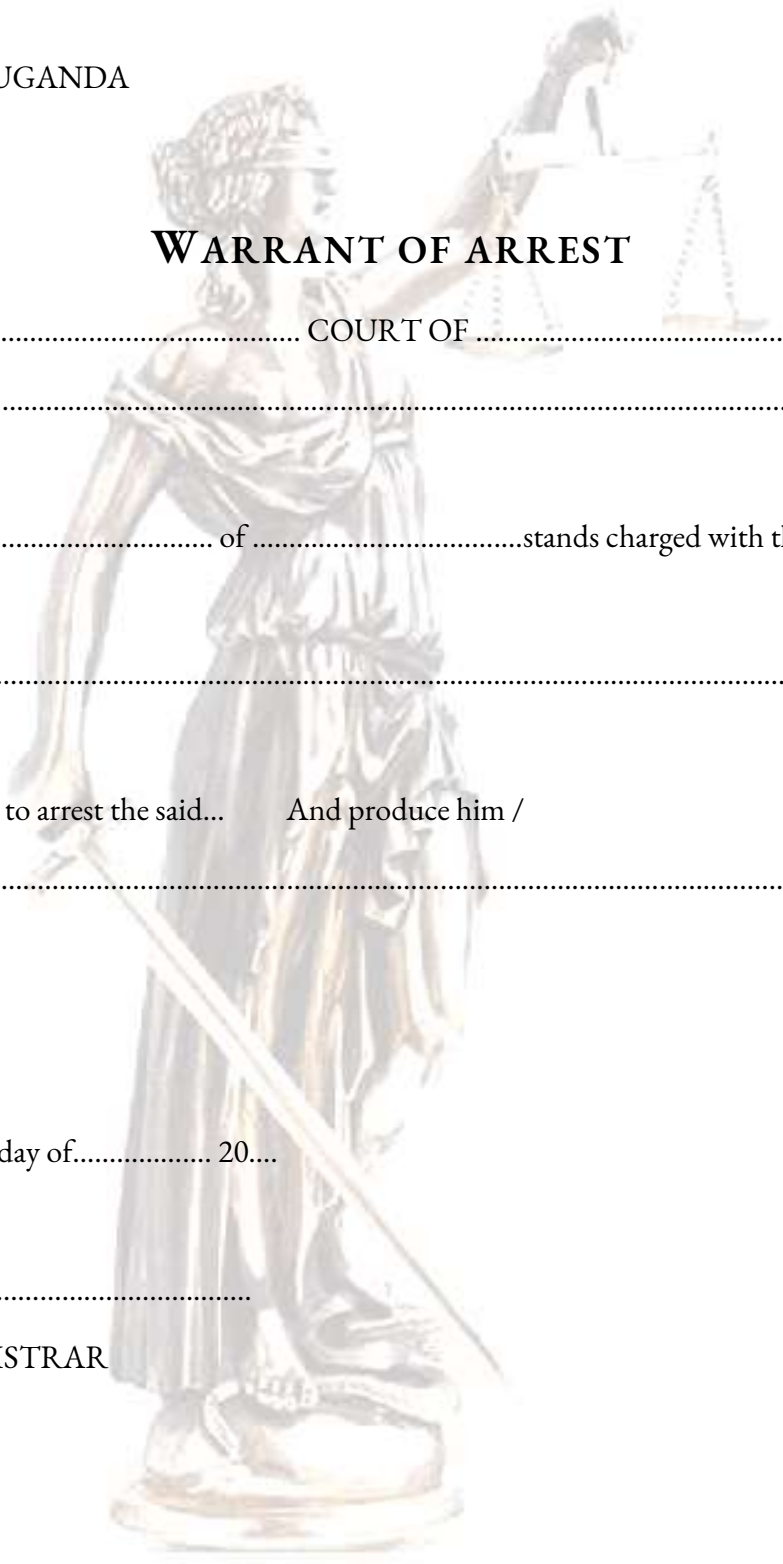 UGANDA
WARRANT OF ARREST
.......................................... COURT OF ..........................................
..........................................................................................................
............................. of .....................................stands charged with
..........................................................................................................
to arrest the said... And produce him /
..........................................................................................................
day of................... 20....
...................................
ISTRAR